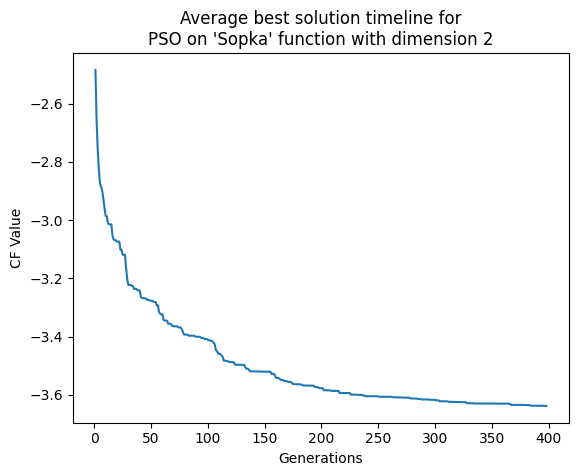 Average best solution timeline for
PSO on 'Sopka' function with dimension 2
CF Value
−2.6
−2.8
−3.0
−3.2
−3.4
−3.6
0 50 100 150 200 250 300 350 400
Generations